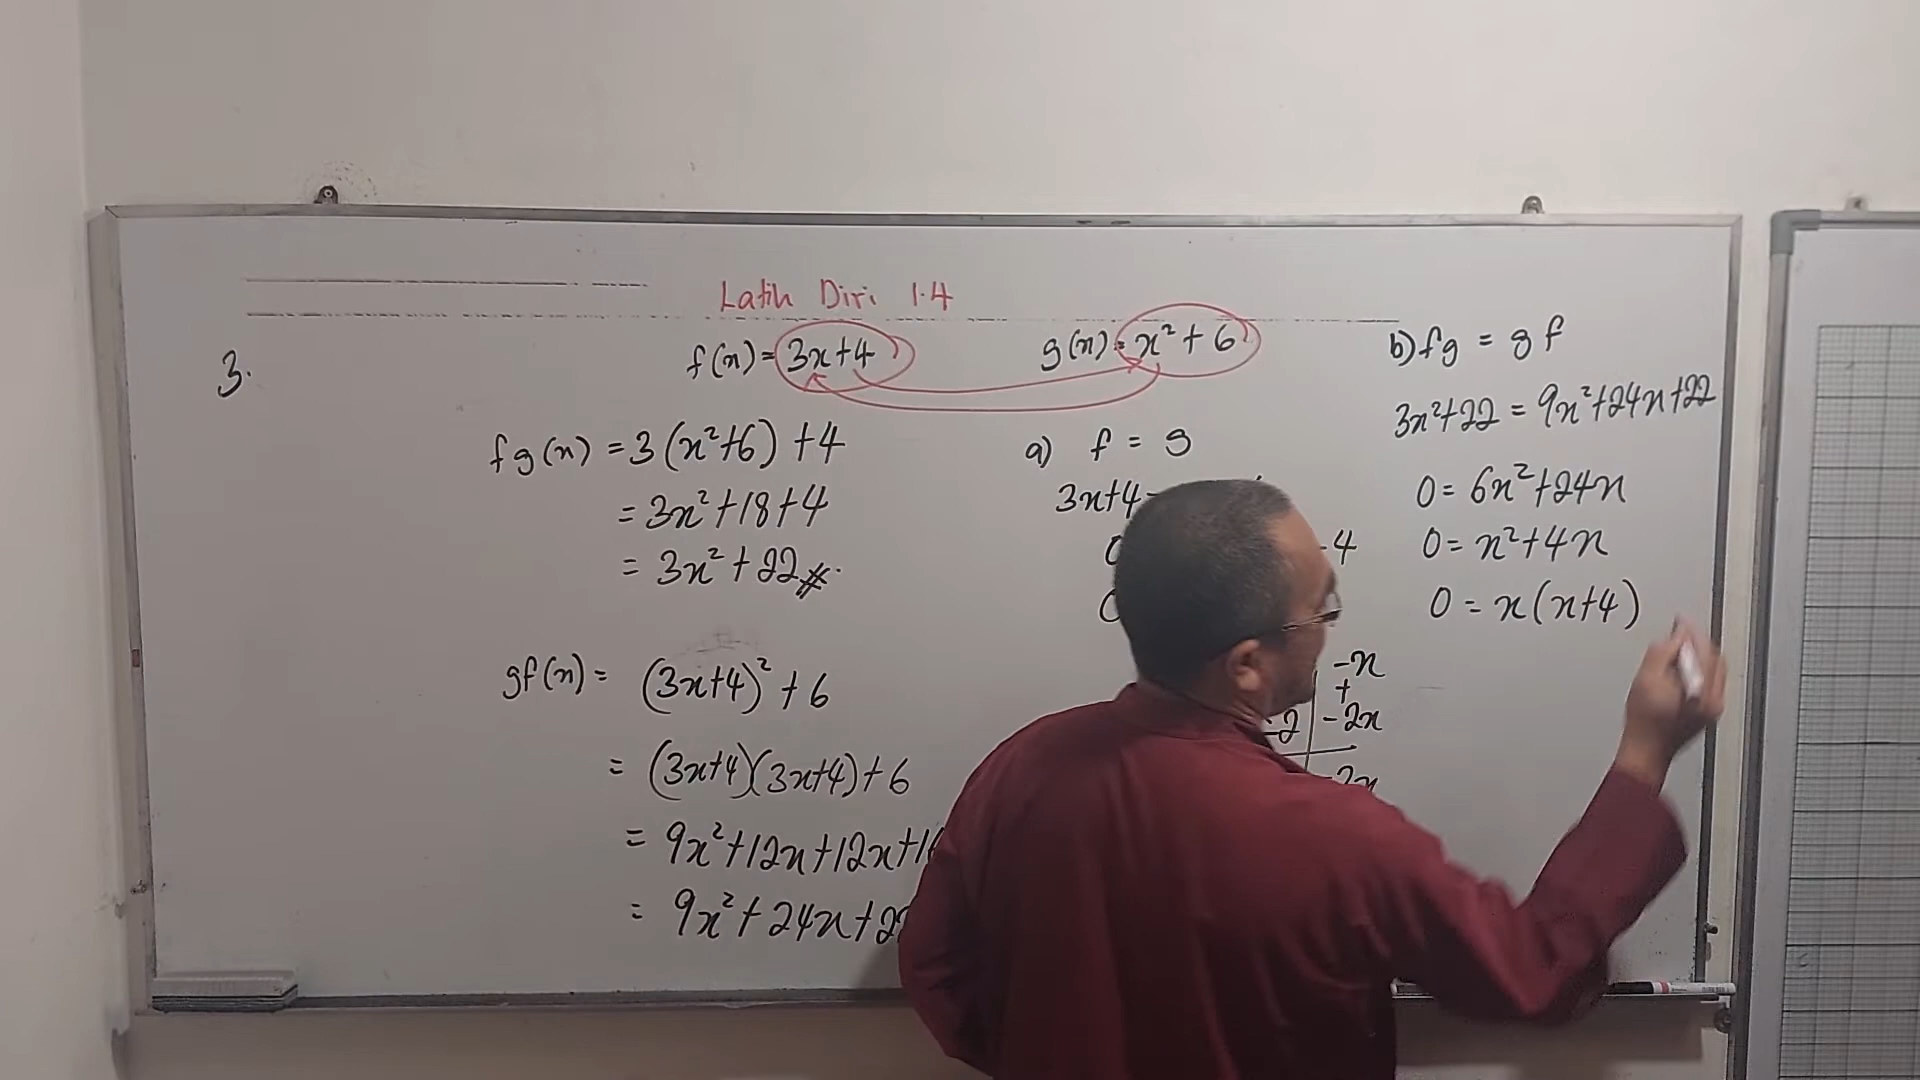 Latih Diri 1.4
3.
f(x) = 3x+4
g(x) = x² + 6
fg(x) = 3(x²+6) + 4
= 3x²+18+4
= 3x² + 22 #
gf(x) = (3x+4)² + 6
= (3x+4)(3x+4)+6
= 9x²+12x+12x+1
= 9x²+24x+2
a) f = g
3x+4
-4
-x
+
-2 -2x
b) fg = gf
3x²+22 = 9x²+24x+22
0 = 6x²+24x
0 = x²+4x
0 = x(x+4)